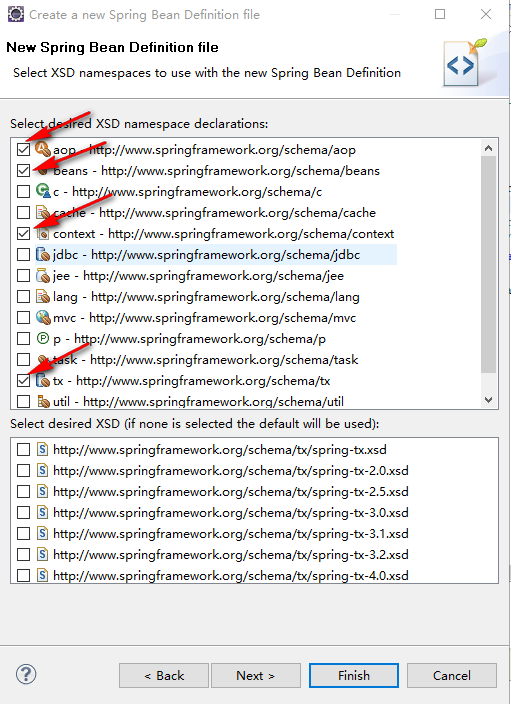 Create a new Spring Bean Definition file
New Spring Bean Definition file
Select XSD namespaces to use with the new Spring Bean Definition
Select desired XSD namespace declarations:
aop - http://www.springframework.org/schema/aop
beans - http://www.springframework.org/schema/beans
c - http://www.springframework.org/schema/c
cache - http://www.springframework.org/schema/cache
context - http://www.springframework.org/schema/context
jdbc - http://www.springframework.org/schema/jdbc
jee - http://www.springframework.org/schema/jee
lang - http://www.springframework.org/schema/lang
mvc - http://www.springframework.org/schema/mvc
p - http://www.springframework.org/schema/p
task - http://www.springframework.org/schema/task
tx - http://www.springframework.org/schema/tx
util - http://www.springframework.org/schema/util
Select desired XSD (if none is selected the default will be used):
http://www.springframework.org/schema/tx/spring-tx.xsd
http://www.springframework.org/schema/tx/spring-tx-2.0.xsd
http://www.springframework.org/schema/tx/spring-tx-2.5.xsd
http://www.springframework.org/schema/tx/spring-tx-3.0.xsd
http://www.springframework.org/schema/tx/spring-tx-3.1.xsd
http://www.springframework.org/schema/tx/spring-tx-3.2.xsd
http://www.springframework.org/schema/tx/spring-tx-4.0.xsd
< Back
Next >
Finish
Cancel